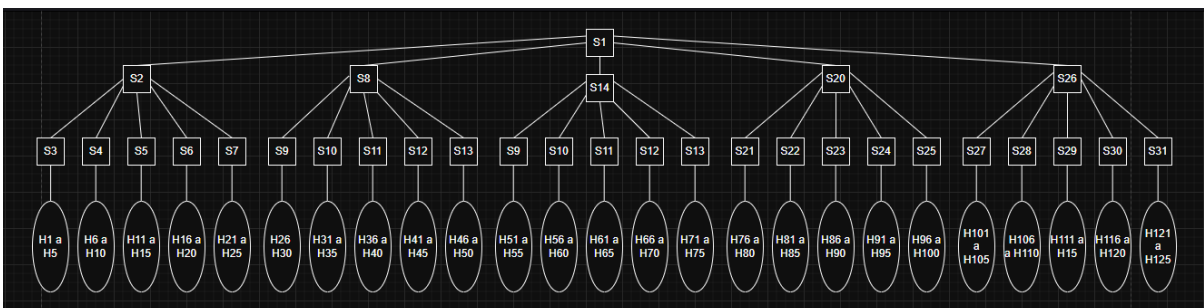 S1
S2
S8
S14
S20
S26
S3
S4
S5
S6
S7
S9
S10
S11
S12
S13
S9
S10
S11
S12
S13
S21
S22
S23
S24
S25
S27
S28
S29
S30
S31
H1 a
H5
H6 a
H10
H11 a
H15
H16 a
H20
H21 a
H25
H26
H30
H31 a
H35
H36 a
H40
H41 a
H45
H46 a
H50
H51 a
H55
H56 a
H60
H61 a
H65
H66 a
H70
H71 a
H75
H76 a
H80
H81 a
H85
H86 a
H90
H91 a
H95
H96 a
H100
H101
a
H105
H106
a H110
H111 a
H15
H116 a
H120
H121
a
H125